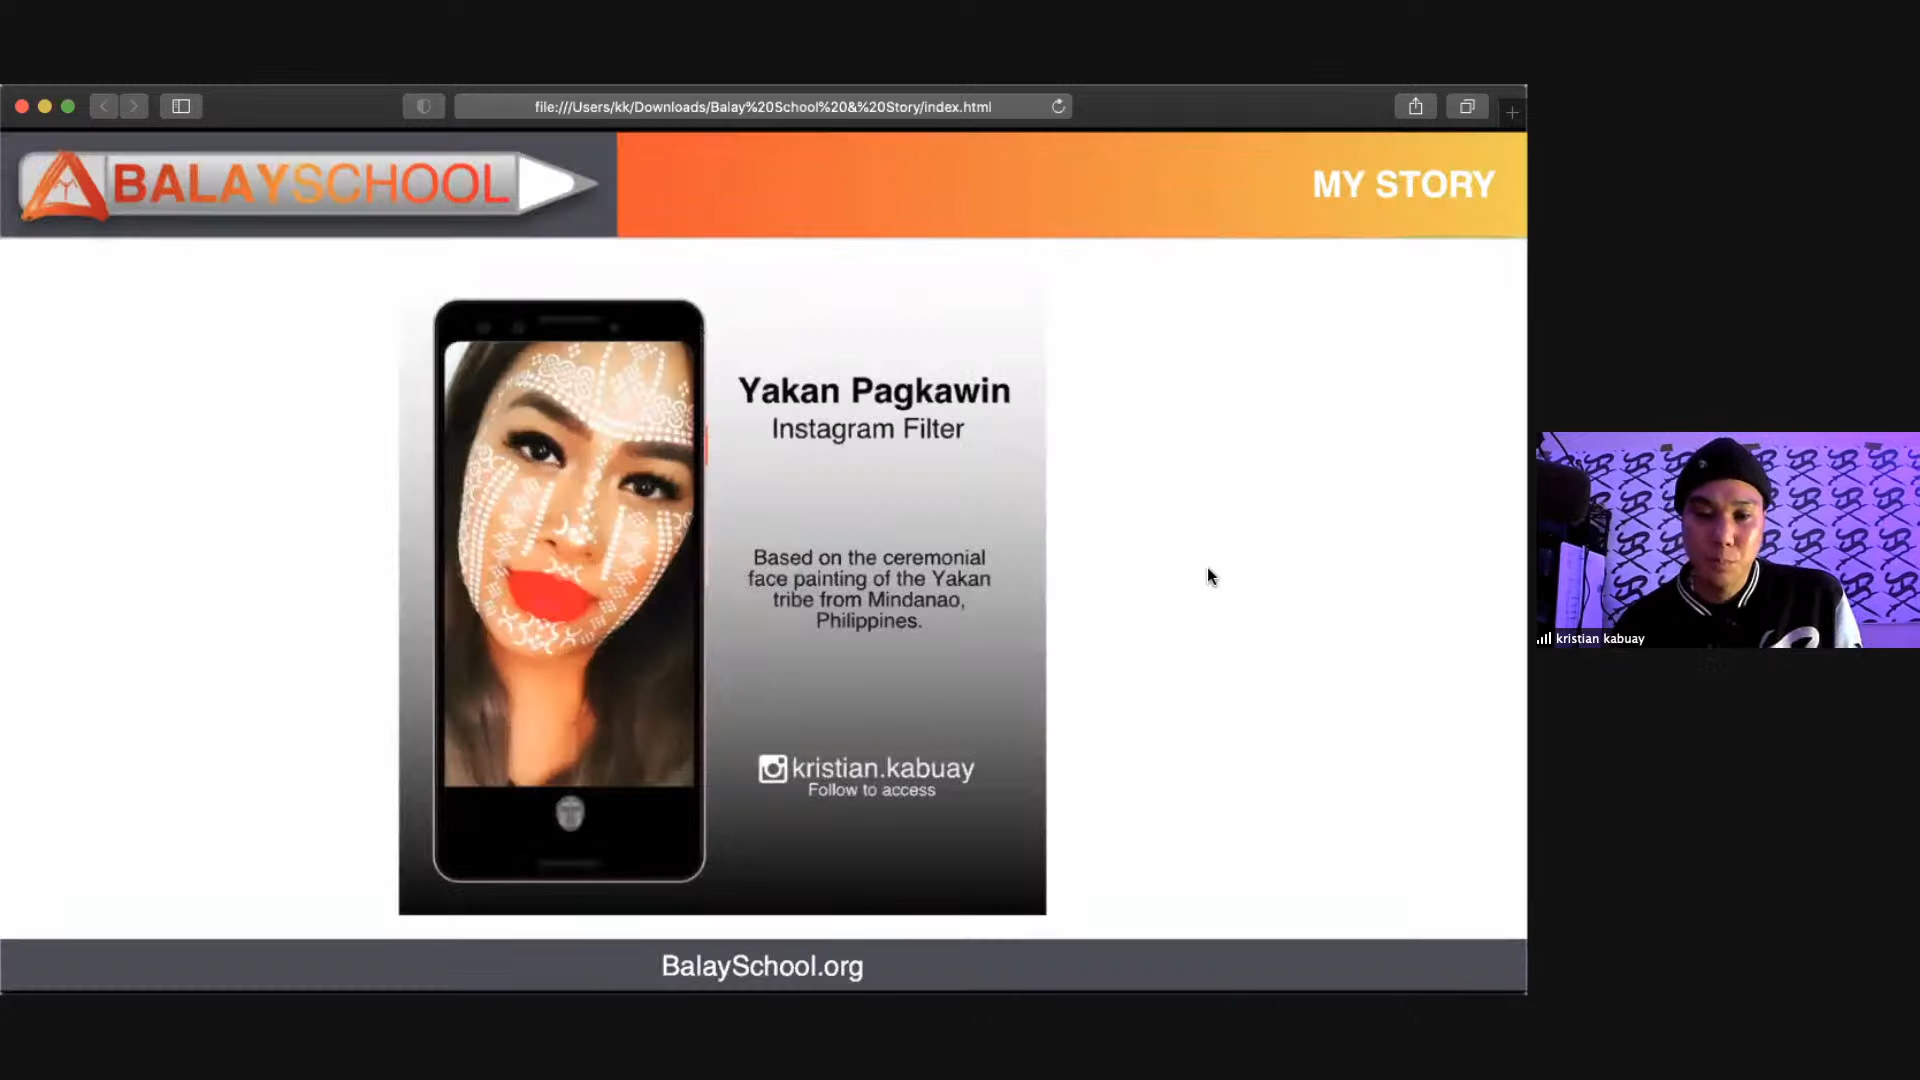 file:///Users/kk/Downloads/Balay%20School%20&%20Story/index.html
BALAYSCHOOL
MY STORY
Yakan Pagkawin
Instagram Filter
Based on the ceremonial
face painting of the Yakan
tribe from Mindanao,
Philippines.
kristian.kabuay
Follow to access
kristian kabuay
BalaySchool.org